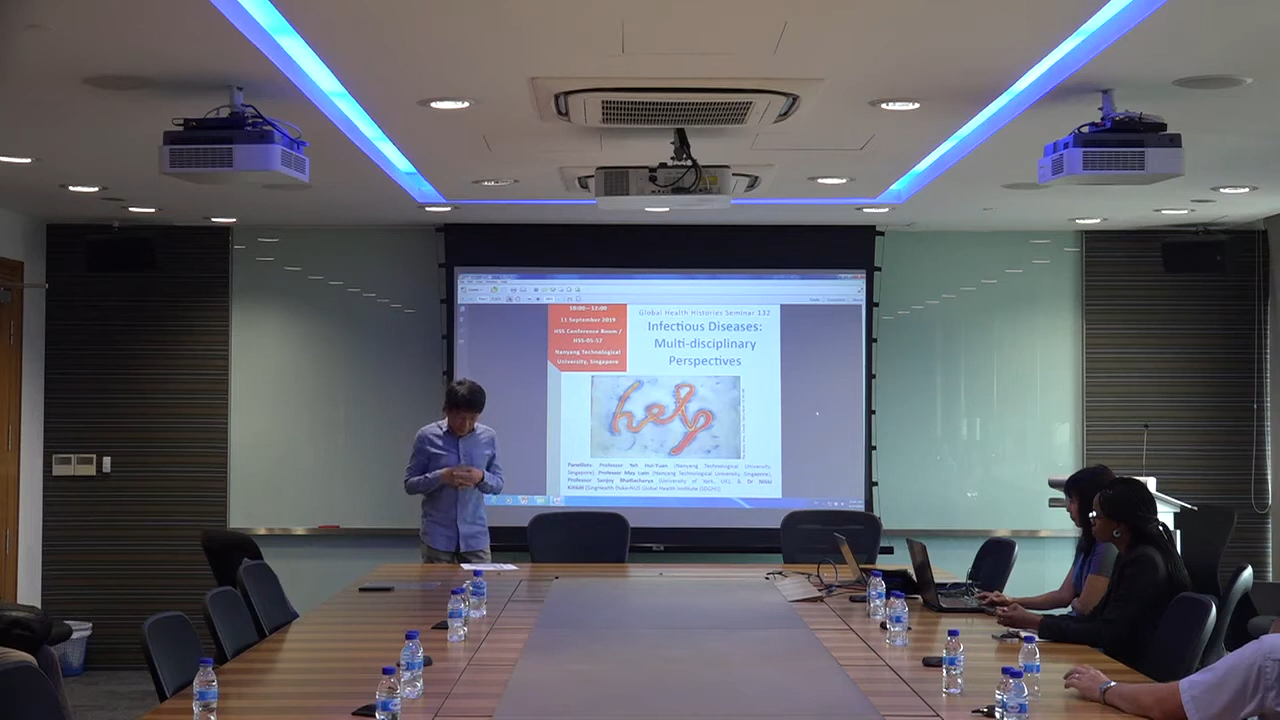 10:00 – 13:00
11 September 2019
HSS Conference Room /
HSS-05-57
Nanyang Technological
University, Singapore
Global Health Histories Seminar 132
Infectious Diseases:
Multi-disciplinary
Perspectives
help
Panellists: Professor Yeh Hui-Yuan (Nanyang Technological University,
Singapore) Professor May Lwin (Nanyang Technological University, Singapore),
Professor Sanjoy Bhattacharya (University of York, UK), & Dr Nikki
Kitikiti (SingHealth Duke-NUS Global Health Institute (SDGHI))